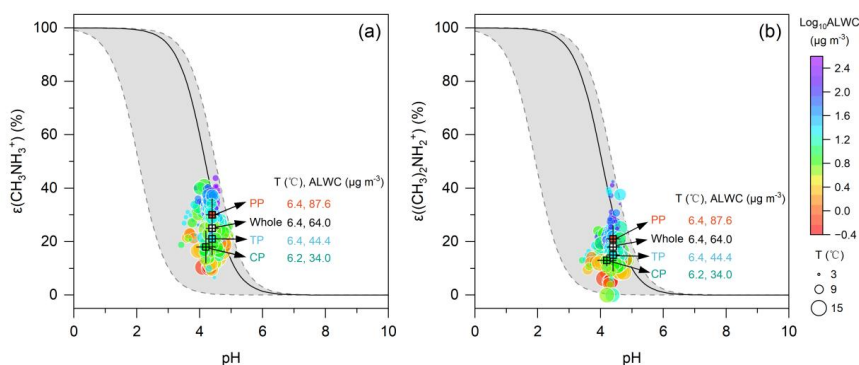 (a)
ε(CH₃NH₃⁺) (%)
100
80
60
40
20
0
T (℃), ALWC (μg m⁻³)
PP 6.4, 87.6
Whole 6.4, 64.0
TP 6.4, 44.4
CP 6.2, 34.0
0 2 4 6 8 10
pH
(b)
ε((CH₃)₂NH₂⁺) (%)
100
80
60
40
20
0
T (℃), ALWC (μg m⁻³)
PP 6.4, 87.6
Whole 6.4, 64.0
TP 6.4, 44.4
CP 6.2, 34.0
0 2 4 6 8 10
pH
Log₁₀ALWC
(μg m⁻³)
2.4
2.0
1.6
1.2
0.8
0.4
0.0
−0.4
T (℃)
3
9
15